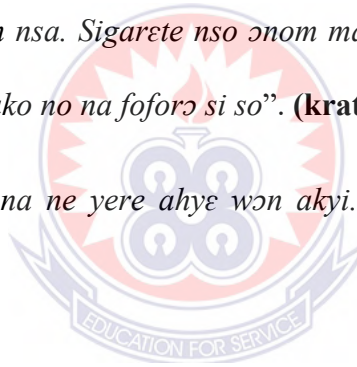 n nsa. Sigarɛte nso ɔnom ma
ko no na foforɔ si so”. (krat
na ne yere ahyɛ wɔn akyi.
EDUCATION FOR SERVICE